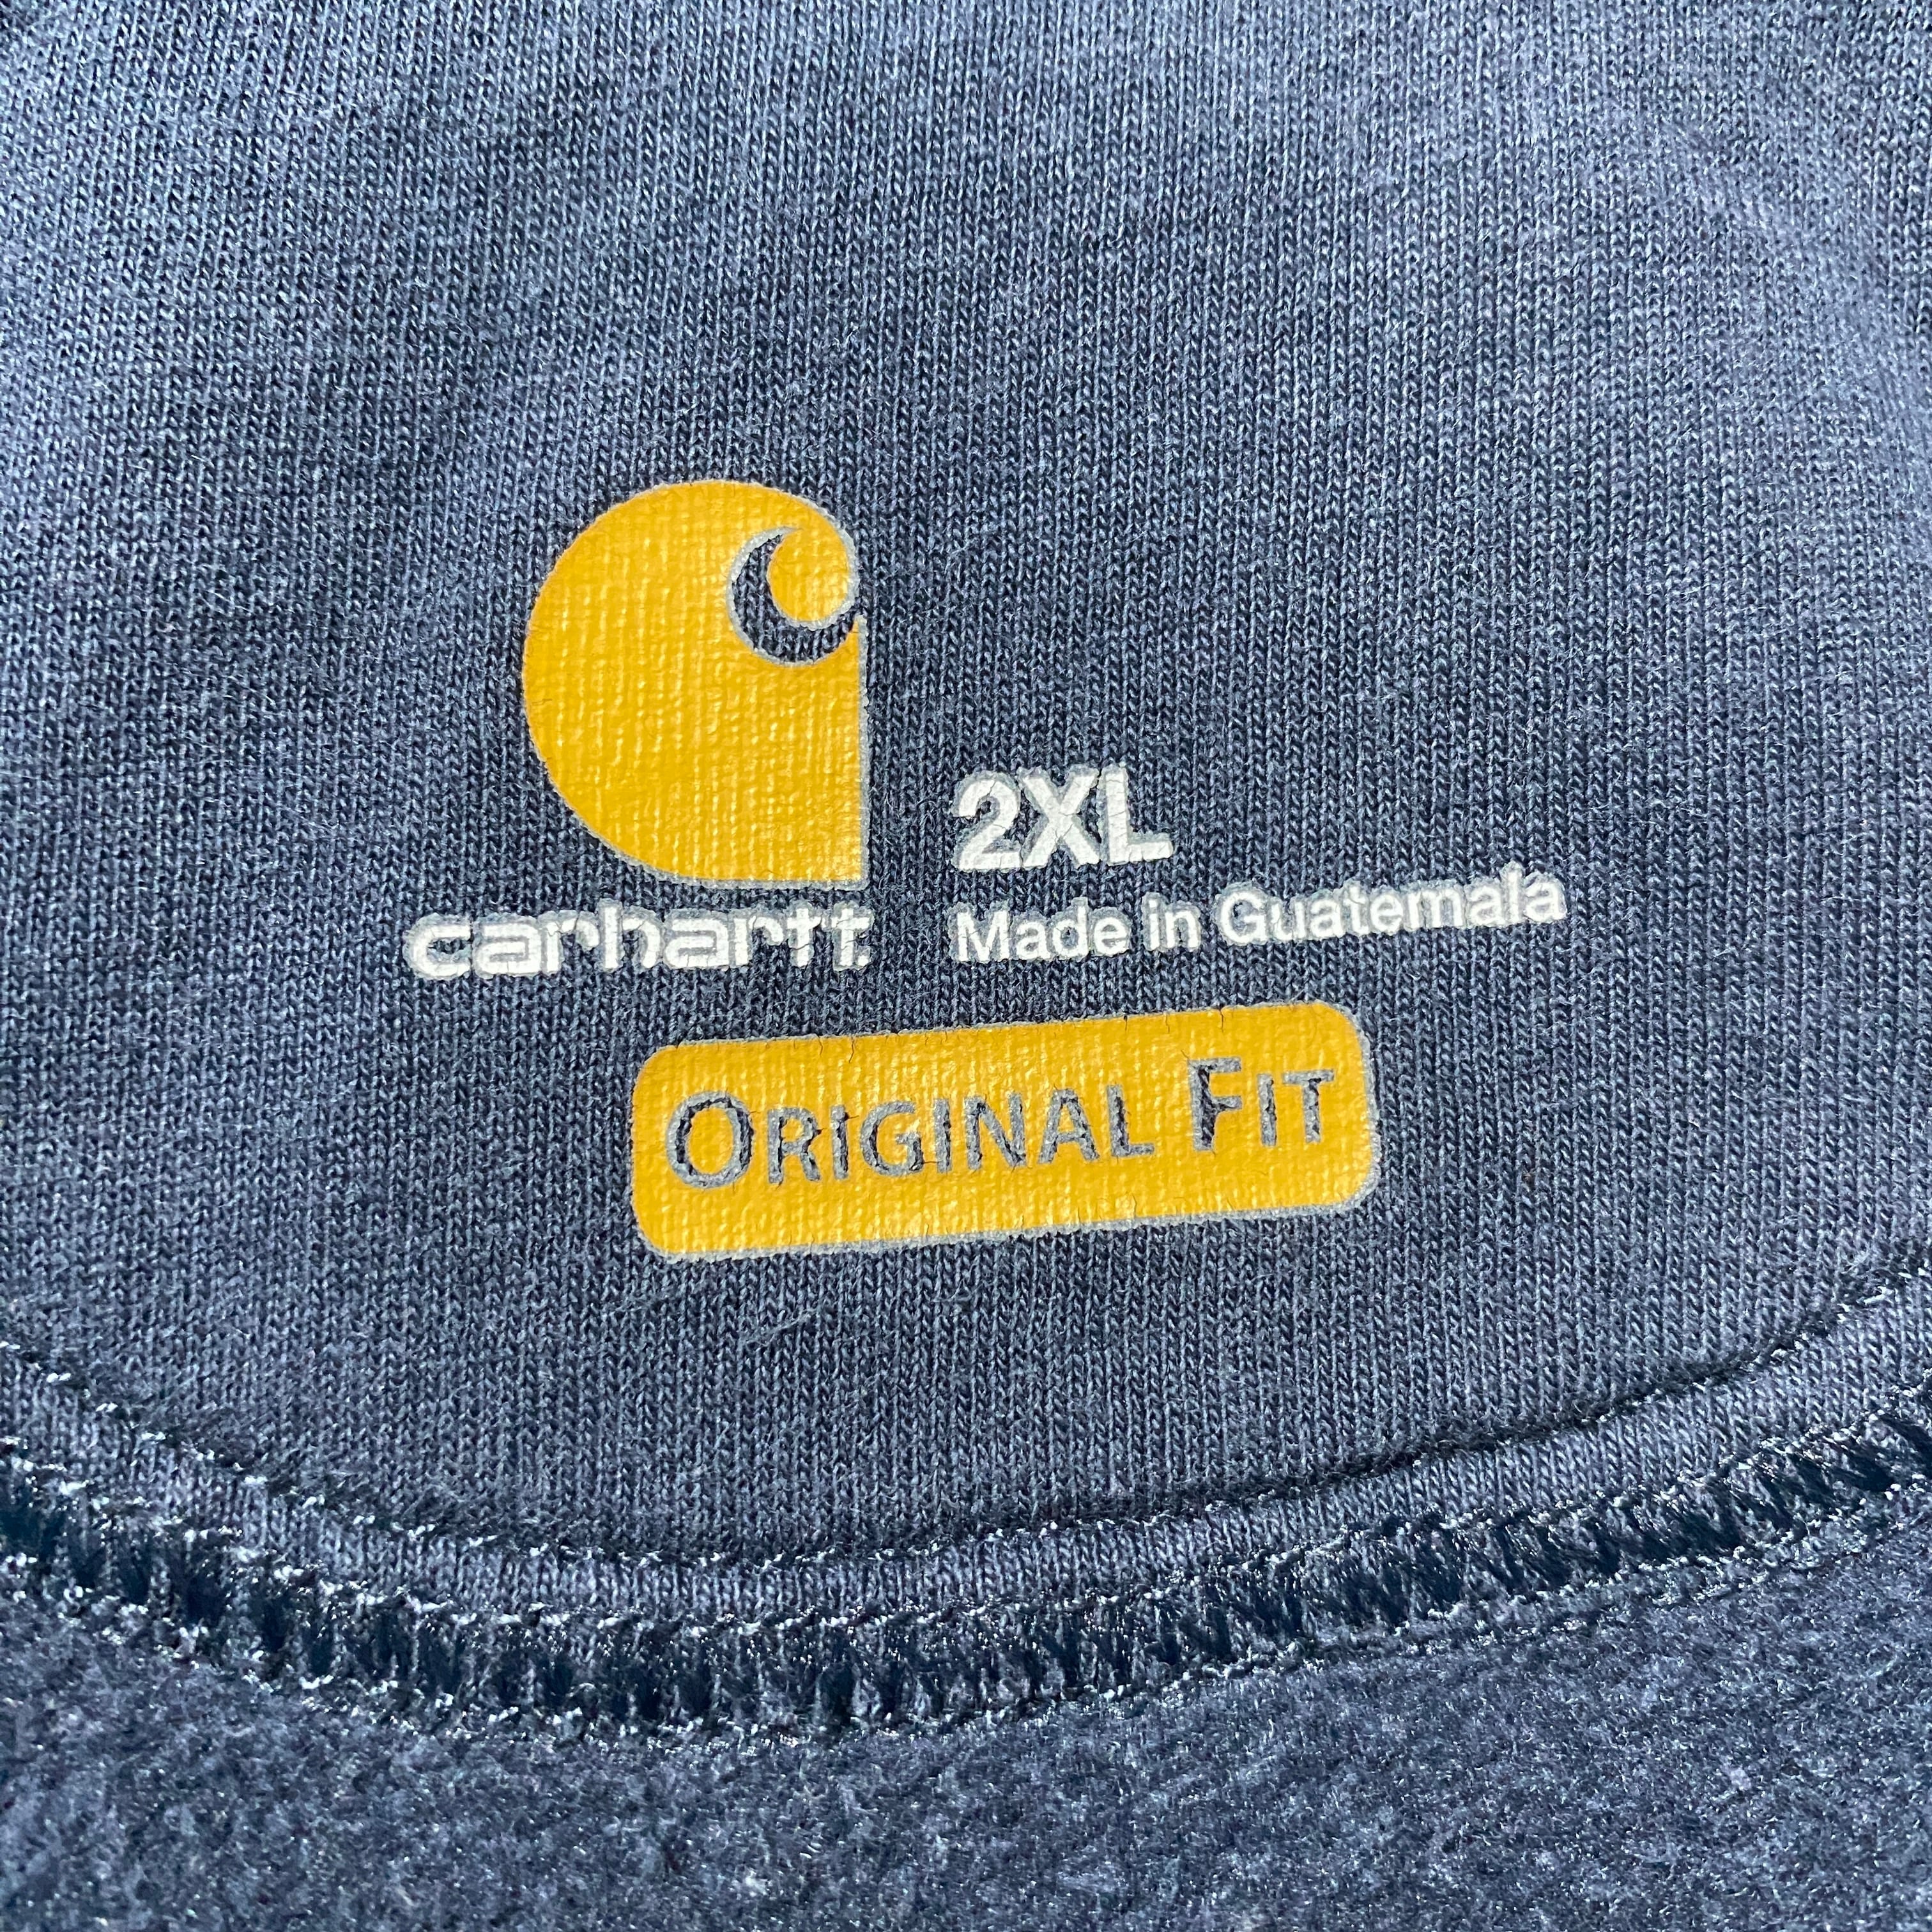 2XL
carhartt. Made in Guatemala
ORIGINAL FIT